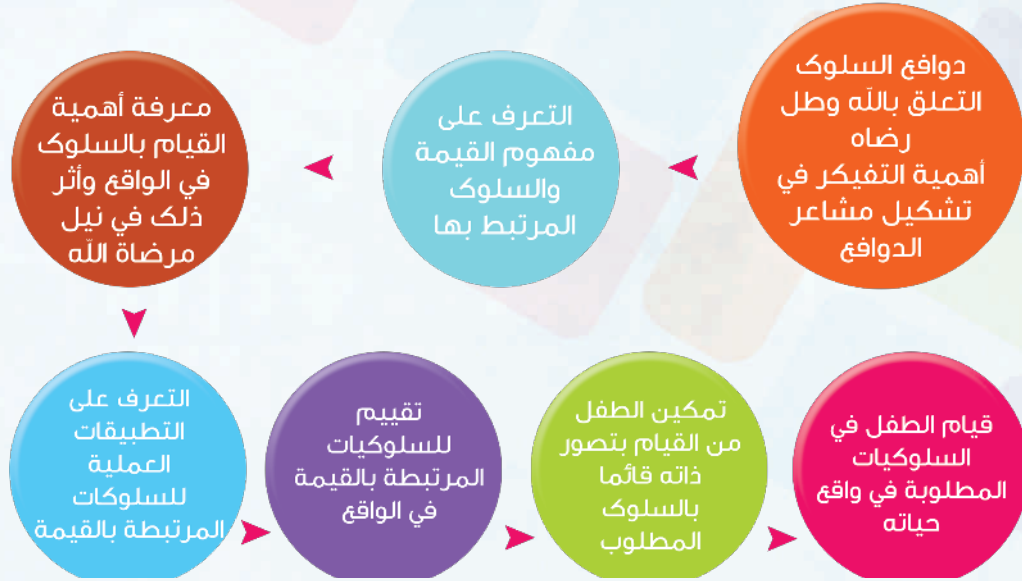 دوافع السلوك
التعلق بالله وطل
رضاه
أهمية التفيكر في
تشكيل مشاعر
الدوافع
التعرف على
مفهوم القيمة
والسلوك
المرتبط بها
معرفة أهمية
القيام بالسلوك
في الواقع وأثر
ذلك في نيل
مرضاة الله
التعرف على
التطبيقات
العملية
للسلوكات
المرتبطة بالقيمة
تقييم
للسلوكيات
المرتبطة بالقيمة
في الواقع
تمكين الطفل
من القيام بتصور
ذاته قائما
بالسلوك
المطلوب
قيام الطفل في
السلوكيات
المطلوبة في واقع
حياته